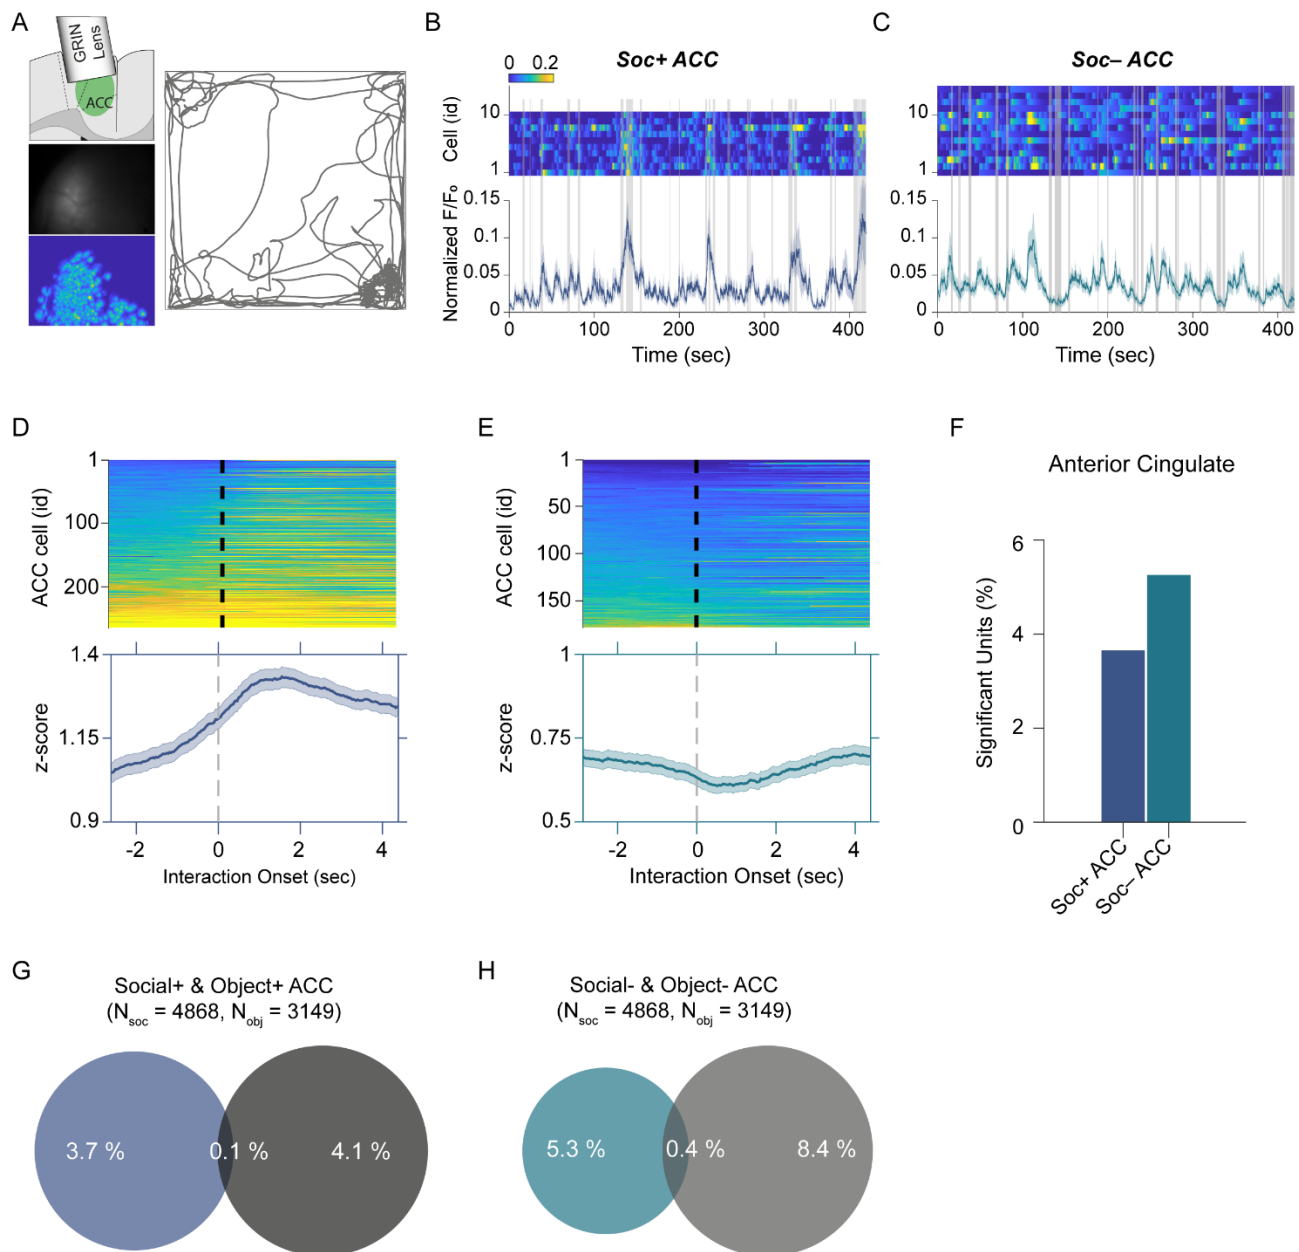 A
GRIN
Lens
ACC
B
Soc+ ACC
0 0.2
Cell (id)
10
1
Normalized F/F₀
0.15
0.1
0.05
0
0 100 200 300 400
Time (sec)
C
Soc– ACC
10
1
0.15
0.1
0.05
0
0 100 200 300 400
Time (sec)
D
ACC cell (id)
1
100
200
z-score
1.4
1.15
0.9
-2 0 2 4
Interaction Onset (sec)
E
ACC cell (id)
1
50
100
150
z-score
1
0.75
0.5
-2 0 2 4
Interaction Onset (sec)
F
Anterior Cingulate
Significant Units (%)
6
4
2
0
Soc+ ACC
Soc– ACC
G
Social+ & Object+ ACC
(Nsoc = 4868, Nobj = 3149)
3.7 % 0.1 % 4.1 %
H
Social- & Object- ACC
(Nsoc = 4868, Nobj = 3149)
5.3 % 0.4 % 8.4 %